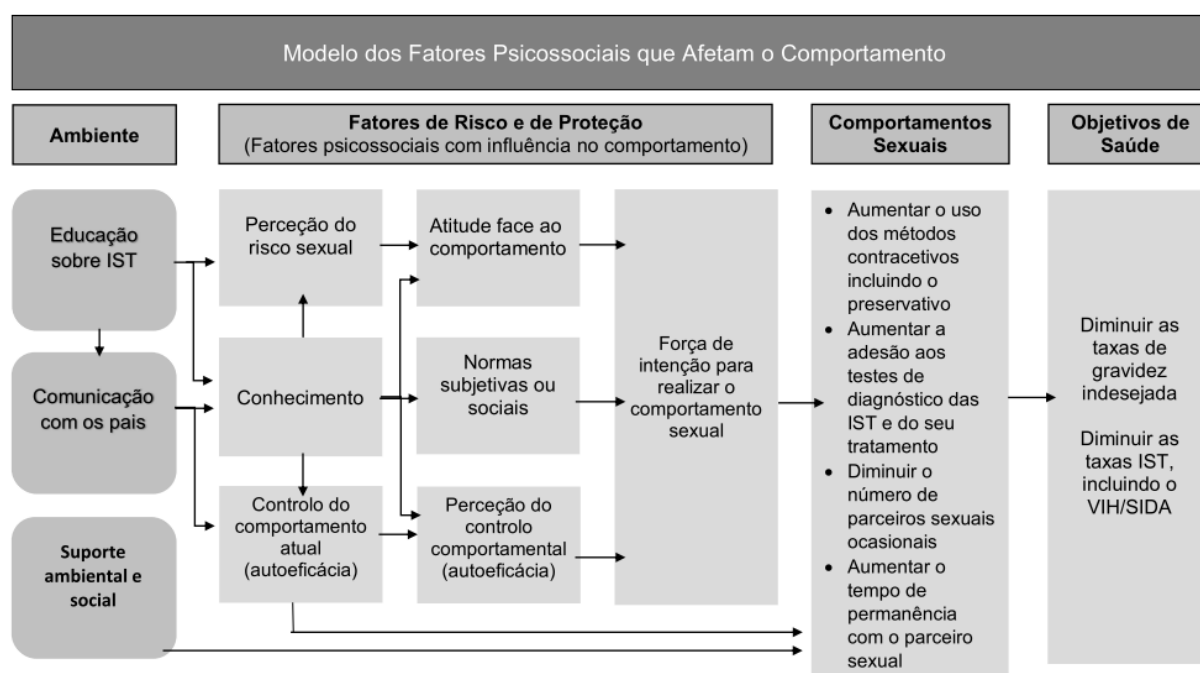 Modelo dos Fatores Psicossociais que Afetam o Comportamento
Ambiente
Fatores de Risco e de Proteção
(Fatores psicossociais com influência no comportamento)
Comportamentos
Sexuais
Objetivos de
Saúde
Educação
sobre IST
Comunicação
com os pais
Suporte
ambiental e
social
Perceção do
risco sexual
Conhecimento
Controlo do
comportamento
atual
(autoeficácia)
Atitude face ao
comportamento
Normas
subjetivas ou
sociais
Perceção do
controlo
comportamental
(autoeficácia)
Força de
intenção para
realizar o
comportamento
sexual
• Aumentar o uso
dos métodos
contracetivos
incluindo o
preservativo
• Aumentar a
adesão aos
testes de
diagnóstico das
IST e do seu
tratamento
• Diminuir o
número de
parceiros sexuais
ocasionais
• Aumentar o
tempo de
permanência
com o parceiro
sexual
Diminuir as
taxas de
gravidez
indesejada
Diminuir as
taxas IST,
incluindo o
VIH/SIDA